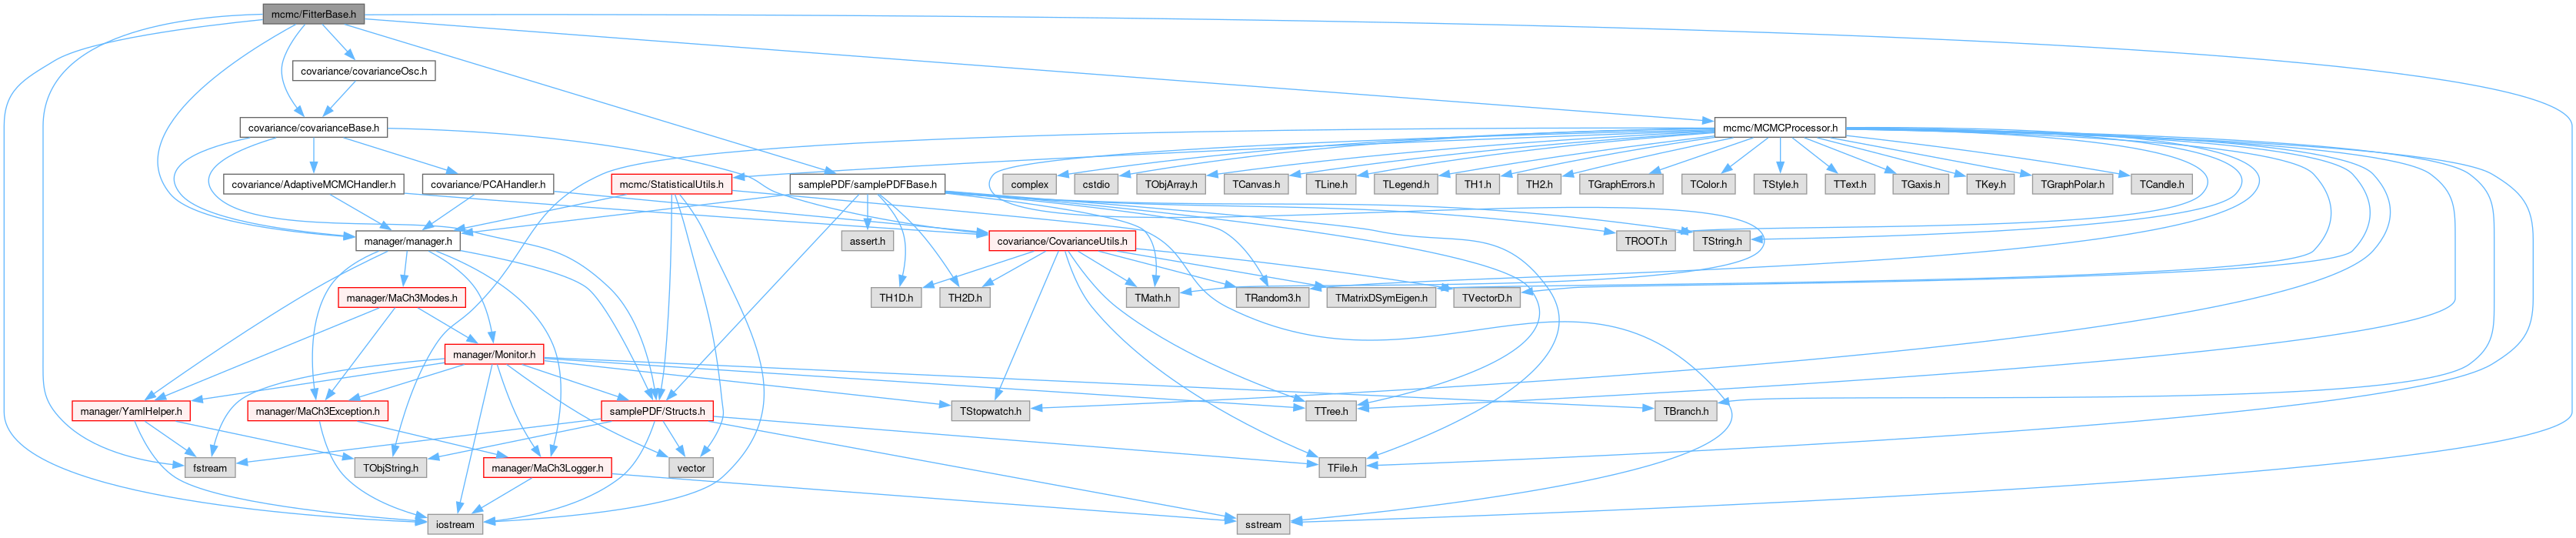 mcmc/FitterBase.h
covariance/covarianceOsc.h
covariance/covarianceBase.h
mcmc/MCMCProcessor.h
covariance/AdaptiveMCMCHandler.h
covariance/PCAHandler.h
mcmc/StatisticalUtils.h
samplePDF/samplePDFBase.h
complex
cstdio
TObjArray.h
TCanvas.h
TLine.h
TLegend.h
TH1.h
TH2.h
TGraphErrors.h
TColor.h
TStyle.h
TText.h
TGaxis.h
TKey.h
TGraphPolar.h
TCandle.h
manager/manager.h
assert.h
covariance/CovarianceUtils.h
TROOT.h
TString.h
manager/MaCh3Modes.h
TH1D.h
TH2D.h
TMath.h
TRandom3.h
TMatrixDSymEigen.h
TVectorD.h
manager/Monitor.h
manager/YamlHelper.h
manager/MaCh3Exception.h
samplePDF/Structs.h
TStopwatch.h
TTree.h
TBranch.h
fstream
TObjString.h
manager/MaCh3Logger.h
vector
TFile.h
iostream
sstream